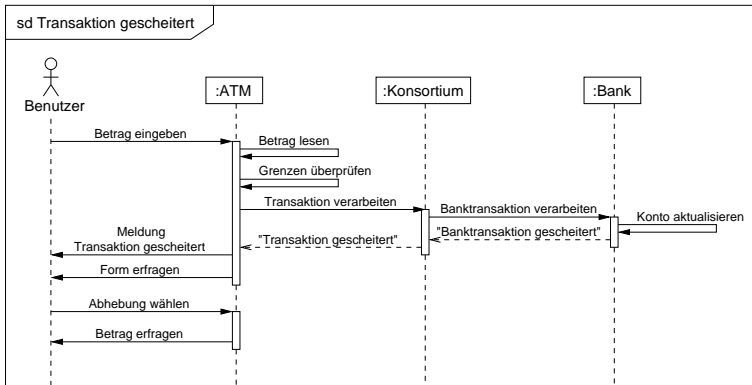 sd Transaktion gescheitert
Benutzer
:ATM
:Konsortium
:Bank
Betrag eingeben
Betrag lesen
Grenzen überprüfen
Transaktion verarbeiten
Banktransaktion verarbeiten
Konto aktualisieren
"Banktransaktion gescheitert"
"Transaktion gescheitert"
Meldung
Transaktion gescheitert
Form erfragen
Abhebung wählen
Betrag erfragen